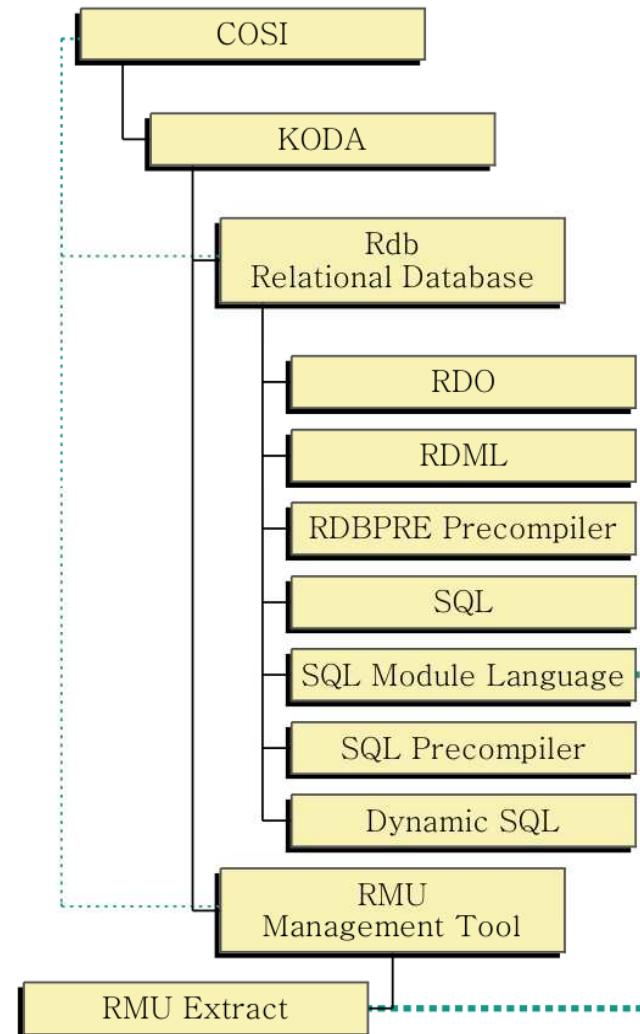 COSI
KODA
Rdb
Relational Database
RDO
RDML
RDBPRE Precompiler
SQL
SQL Module Language
SQL Precompiler
Dynamic SQL
RMU
Management Tool
RMU Extract